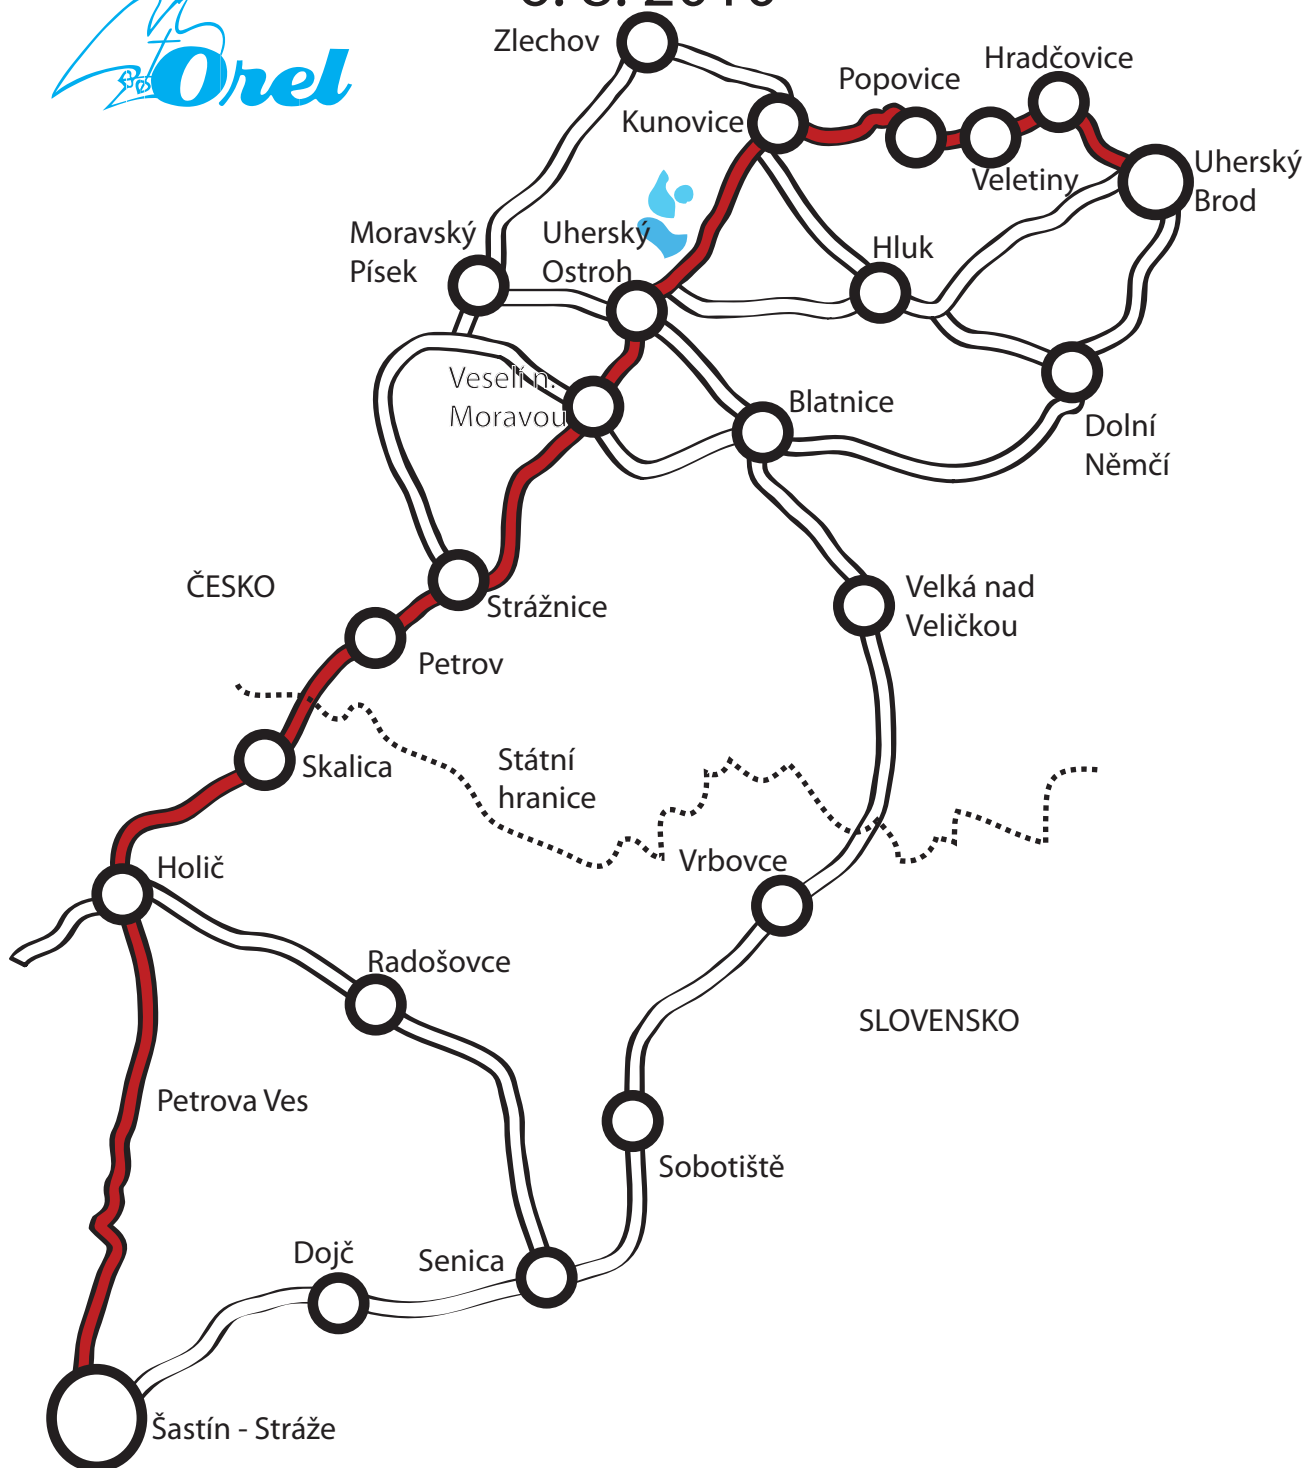 Orel
Zlechov
Hradčovice
Popovice
Kunovice
Uherský
Brod
Veletiny
Moravský
Písek
Uherský
Ostroh
Hluk
Veselí n.
Moravou
Blatnice
Dolní
Němčí
ČESKO
Strážnice
Velká nad
Veličkou
Petrov
Skalica
Státní
hranice
Holič
Vrbovce
Radošovce
SLOVENSKO
Petrova Ves
Sobotiště
Dojč
Senica
Šastín - Stráže